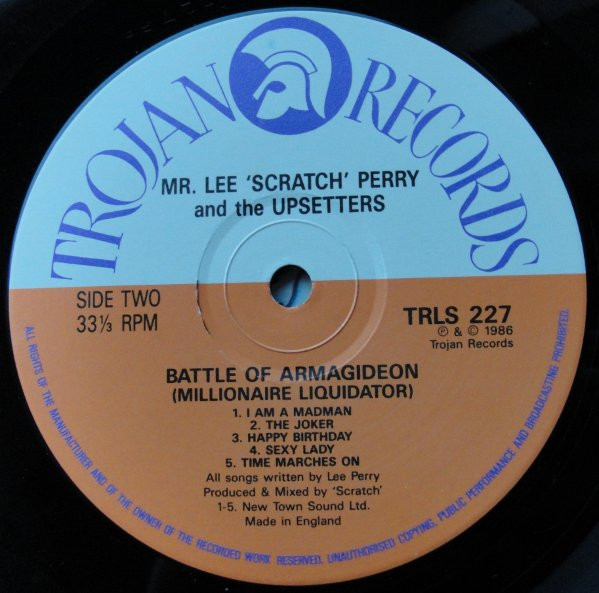 TROJAN RECORDS
MR. LEE 'SCRATCH' PERRY
and the UPSETTERS
SIDE TWO
33⅓ RPM
TRLS 227
Ⓟ & © 1986
Trojan Records
BATTLE OF ARMAGIDEON
(MILLIONAIRE LIQUIDATOR)
1. I AM A MADMAN
2. THE JOKER
3. HAPPY BIRTHDAY
4. SEXY LADY
5. TIME MARCHES ON
All songs written by Lee Perry
Produced & Mixed by 'Scratch'
1-5. New Town Sound Ltd.
Made in England
ALL RIGHTS OF THE MANUFACTURER AND OF THE OWNER OF THE RECORDED WORK RESERVED. UNAUTHORISED COPYING, PUBLIC PERFORMANCE AND BROADCASTING PROHIBITED.